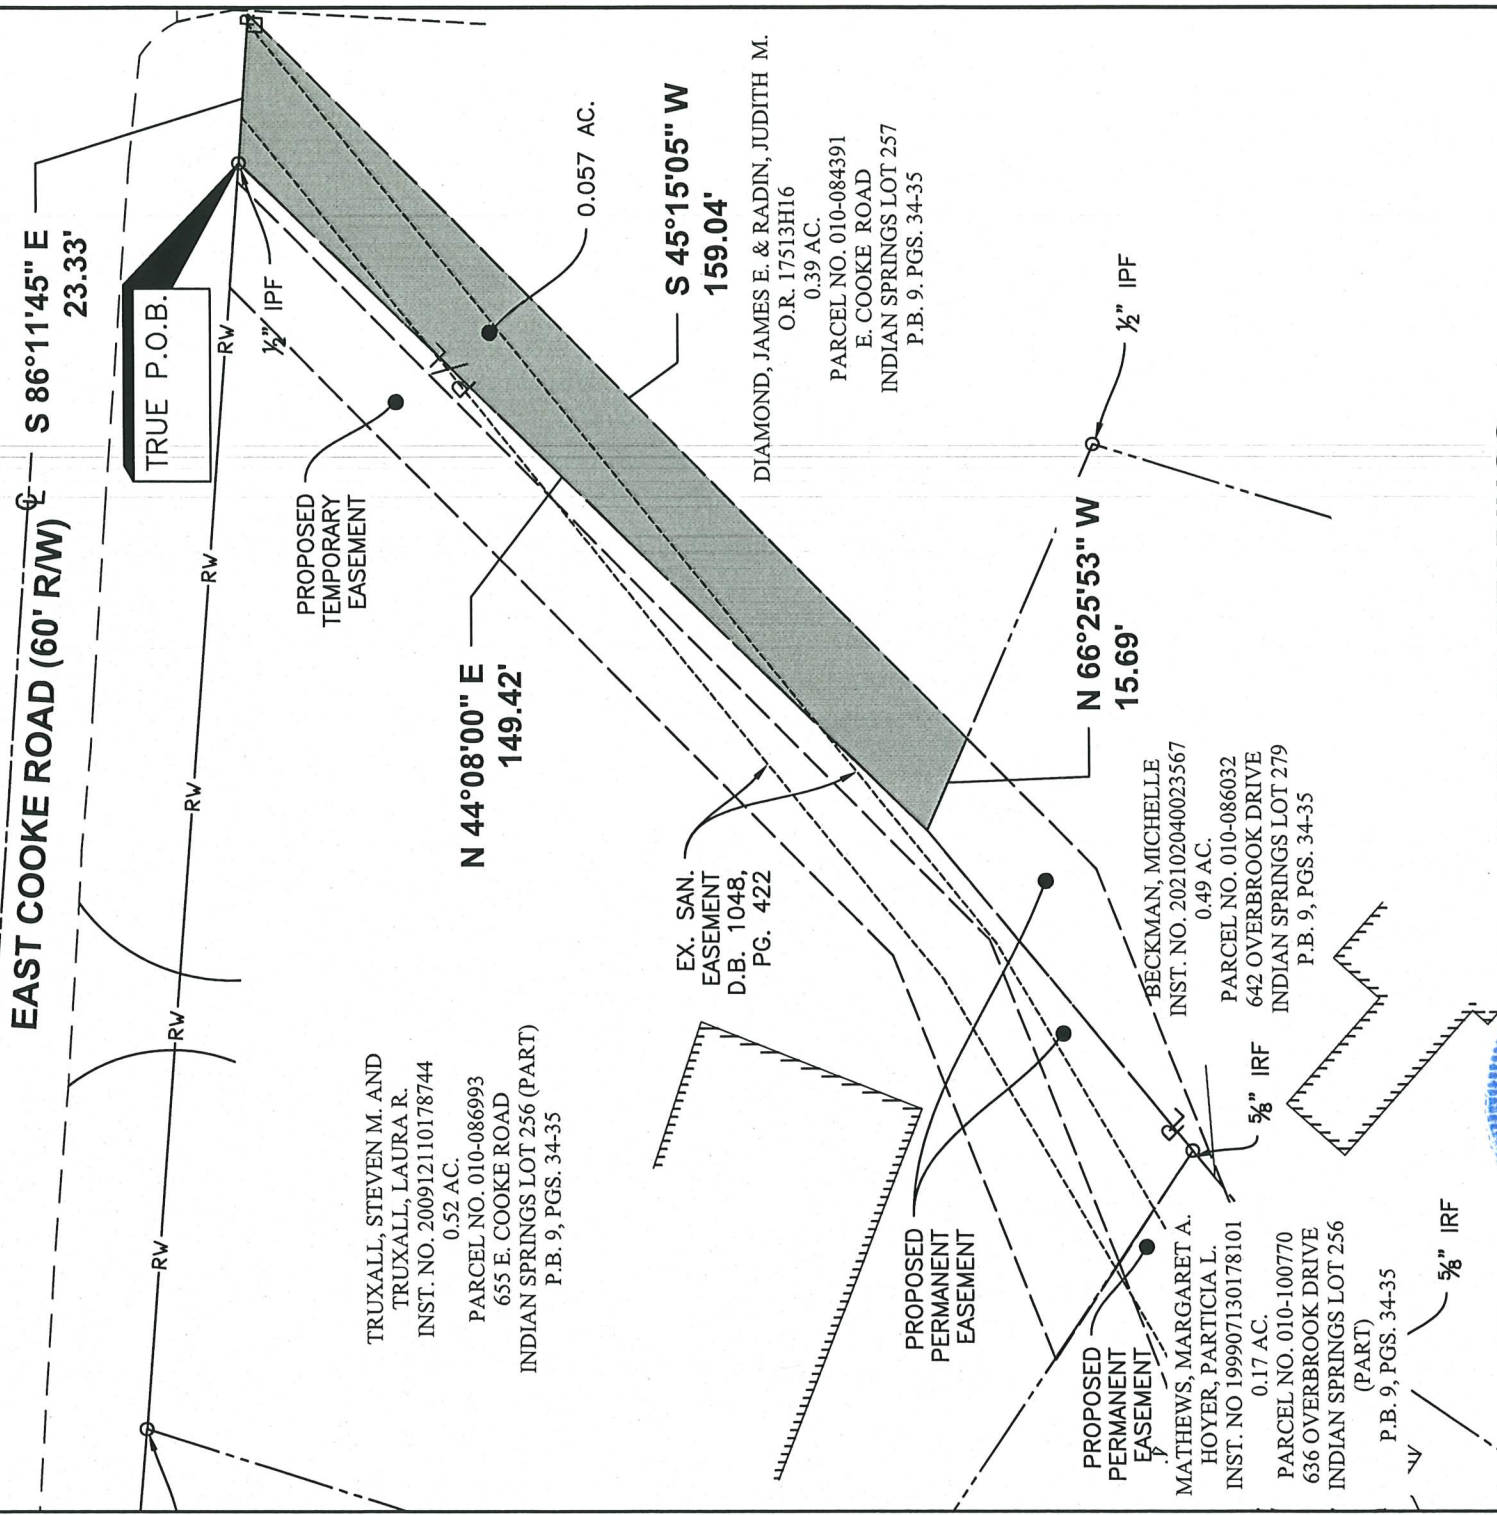 EAST COOKE ROAD (60' R/W)
S 86°11'45" E
23.33'
TRUE P.O.B.
RW
½" IPF
RW
RW
RW
RW
PROPOSED
TEMPORARY
EASEMENT
0.057 AC.
S 45°15'05" W
159.04'
DIAMOND, JAMES E. & RADIN, JUDITH M.
O.R. 17513H16
0.39 AC.
PARCEL NO. 010-084391
E. COOKE ROAD
INDIAN SPRINGS LOT 257
P.B. 9. PGS. 34-35
½" IPF
N 44°08'00" E
149.42'
N 66°25'53" W
15.69'
EX. SAN.
EASEMENT
D.B. 1048,
PG. 422
TRUXALL, STEVEN M. AND
TRUXALL, LAURA R.
INST. NO. 200912110178744
0.52 AC.
PARCEL NO. 010-086993
655 E. COOKE ROAD
INDIAN SPRINGS LOT 256 (PART)
P.B. 9, PGS. 34-35
BECKMAN, MICHELLE
INST. NO. 202102040023567
0.49 AC.
PARCEL NO. 010-086032
642 OVERBROOK DRIVE
INDIAN SPRINGS LOT 279
P.B. 9, PGS. 34-35
PROPOSED
PERMANENT
EASEMENT
PL
PL
⅝" IRF
PROPOSED
PERMANENT
EASEMENT
MATHEWS, MARGARET A.
HOYER, PARTICIA L.
INST. NO 199907130178101
0.17 AC.
PARCEL NO. 010-100770
636 OVERBROOK DRIVE
INDIAN SPRINGS LOT 256
(PART)
P.B. 9, PGS. 34-35
⅝" IRF